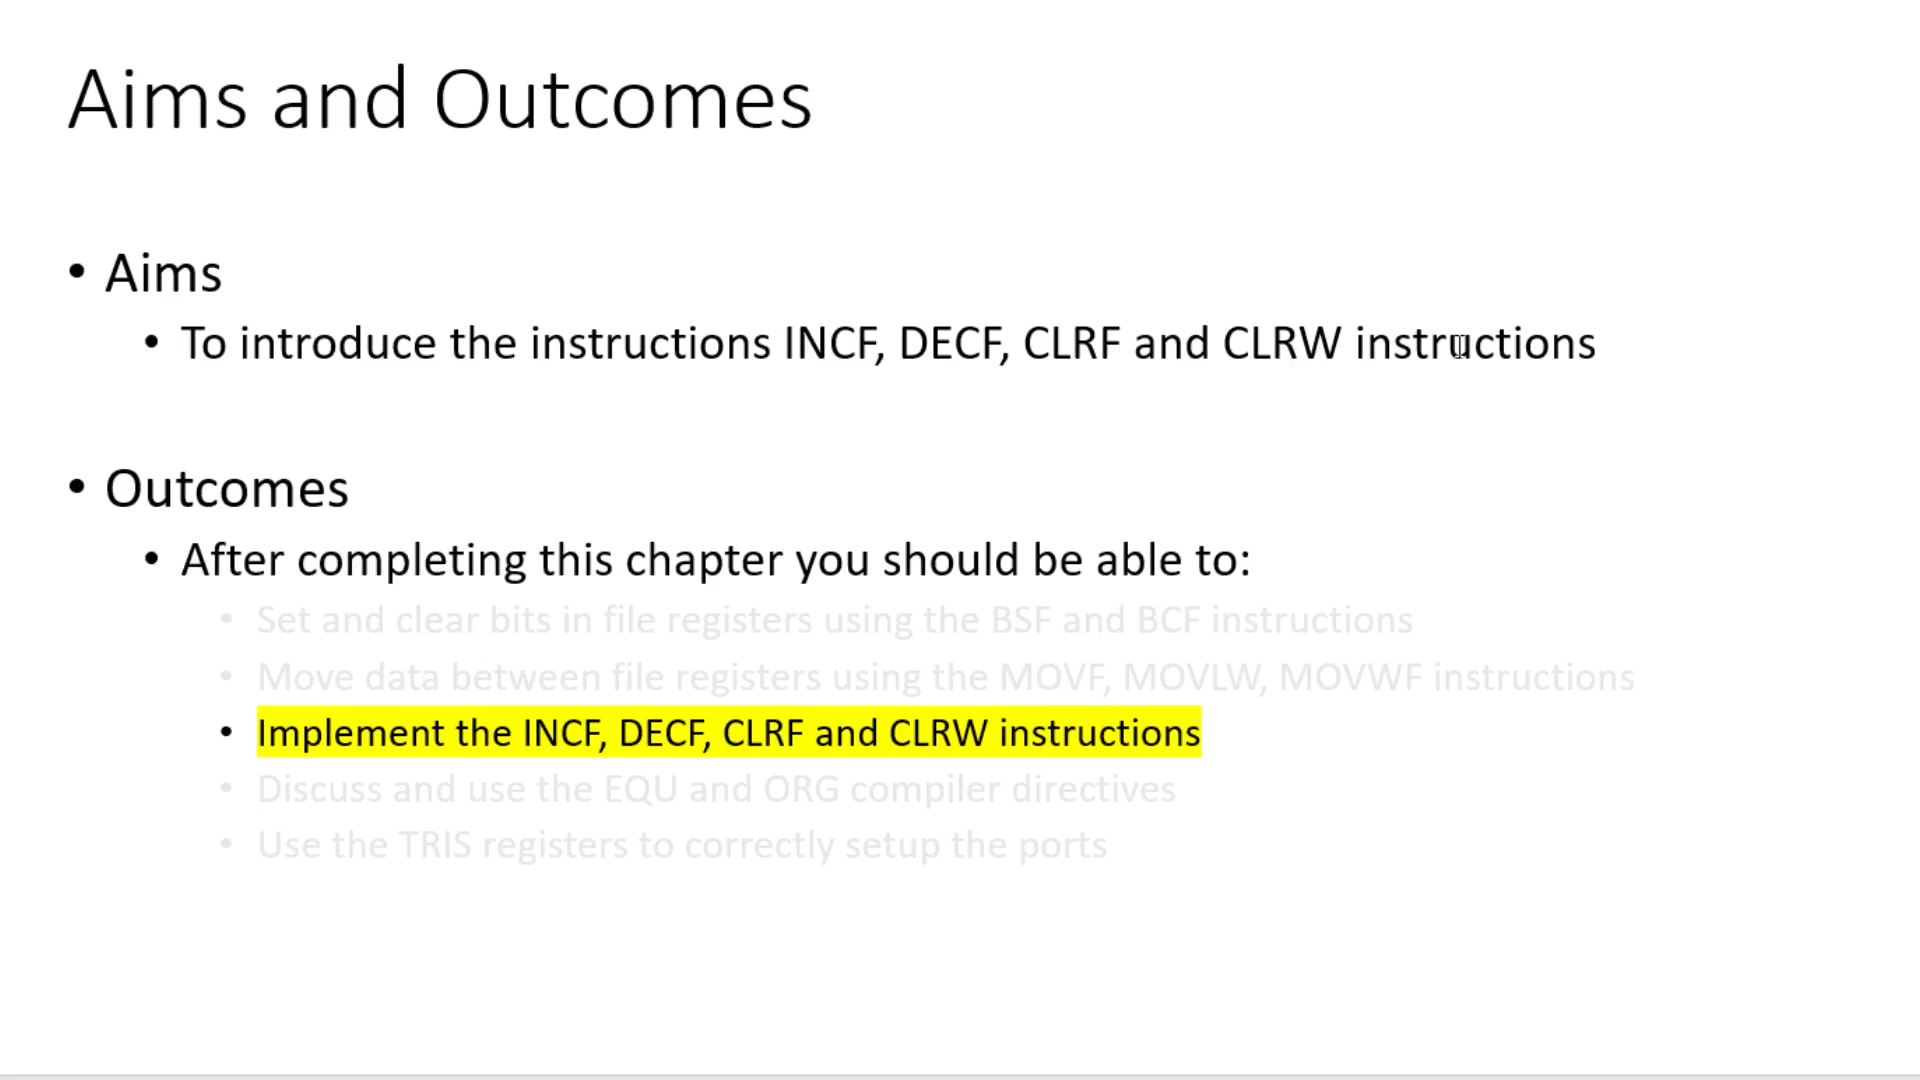 Aims and Outcomes
• Aims
• To introduce the instructions INCF, DECF, CLRF and CLRW instructions
• Outcomes
• After completing this chapter you should be able to:
• Set and clear bits in file registers using the BSF and BCF instructions
• Move data between file registers using the MOVF, MOVLW, MOVWF instructions
• Implement the INCF, DECF, CLRF and CLRW instructions
• Discuss and use the EQU and ORG compiler directives
• Use the TRIS registers to correctly setup the ports